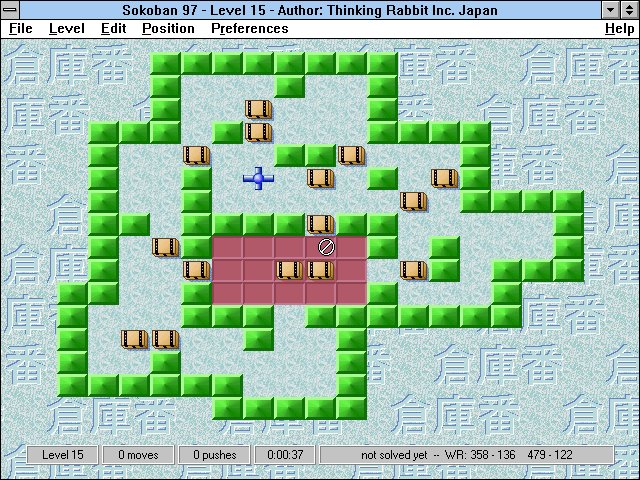 Sokoban 97 - Level 15 - Author: Thinking Rabbit Inc. Japan
File Level Edit Position Preferences Help
倉庫番
Level 15 0 moves 0 pushes 0:00:37 not solved yet -- WR: 358 - 136 479 - 122